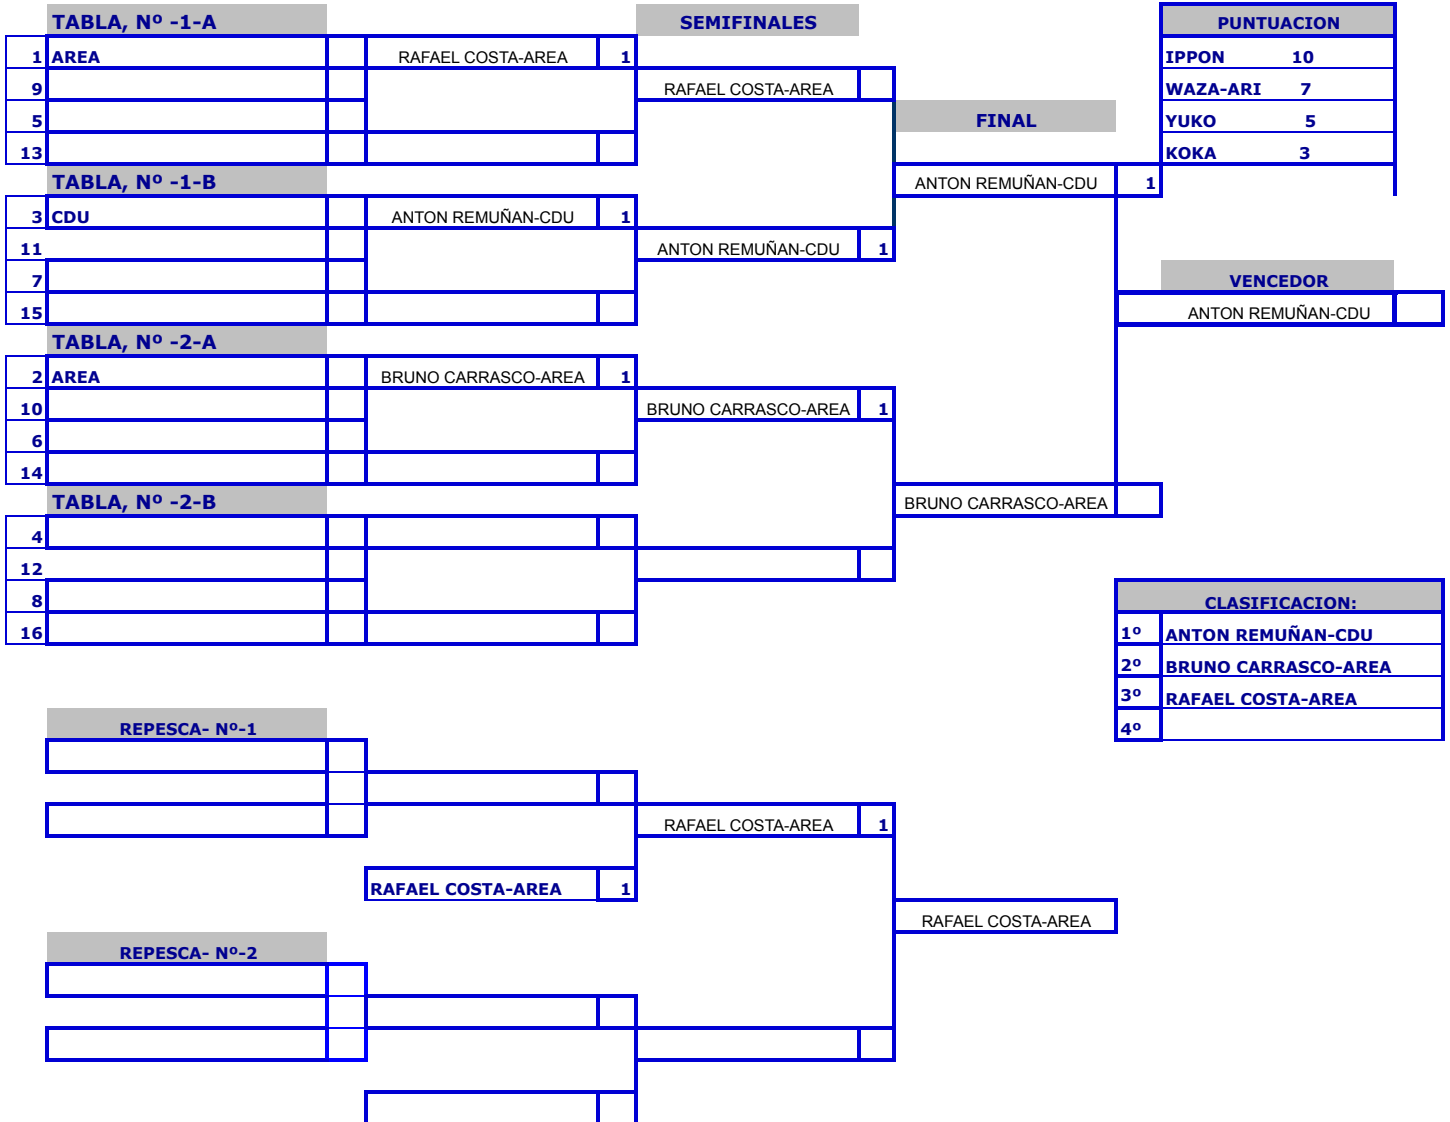 TABLA, Nº -1-A SEMIFINALES PUNTUACION
1 AREA RAFAEL COSTA-AREA 1 IPPON 10
9 RAFAEL COSTA-AREA WAZA-ARI 7
5 FINAL YUKO 5
13 KOKA 3
TABLA, Nº -1-B ANTON REMUÑAN-CDU 1
3 CDU ANTON REMUÑAN-CDU 1
11 ANTON REMUÑAN-CDU 1
7 VENCEDOR
15 ANTON REMUÑAN-CDU
TABLA, Nº -2-A
2 AREA BRUNO CARRASCO-AREA 1
10 BRUNO CARRASCO-AREA 1
6
14
TABLA, Nº -2-B BRUNO CARRASCO-AREA
4
12
8 CLASIFICACION:
16 1º ANTON REMUÑAN-CDU
2º BRUNO CARRASCO-AREA
3º RAFAEL COSTA-AREA
REPESCA- Nº-1 4º
RAFAEL COSTA-AREA 1
RAFAEL COSTA-AREA 1
RAFAEL COSTA-AREA
REPESCA- Nº-2